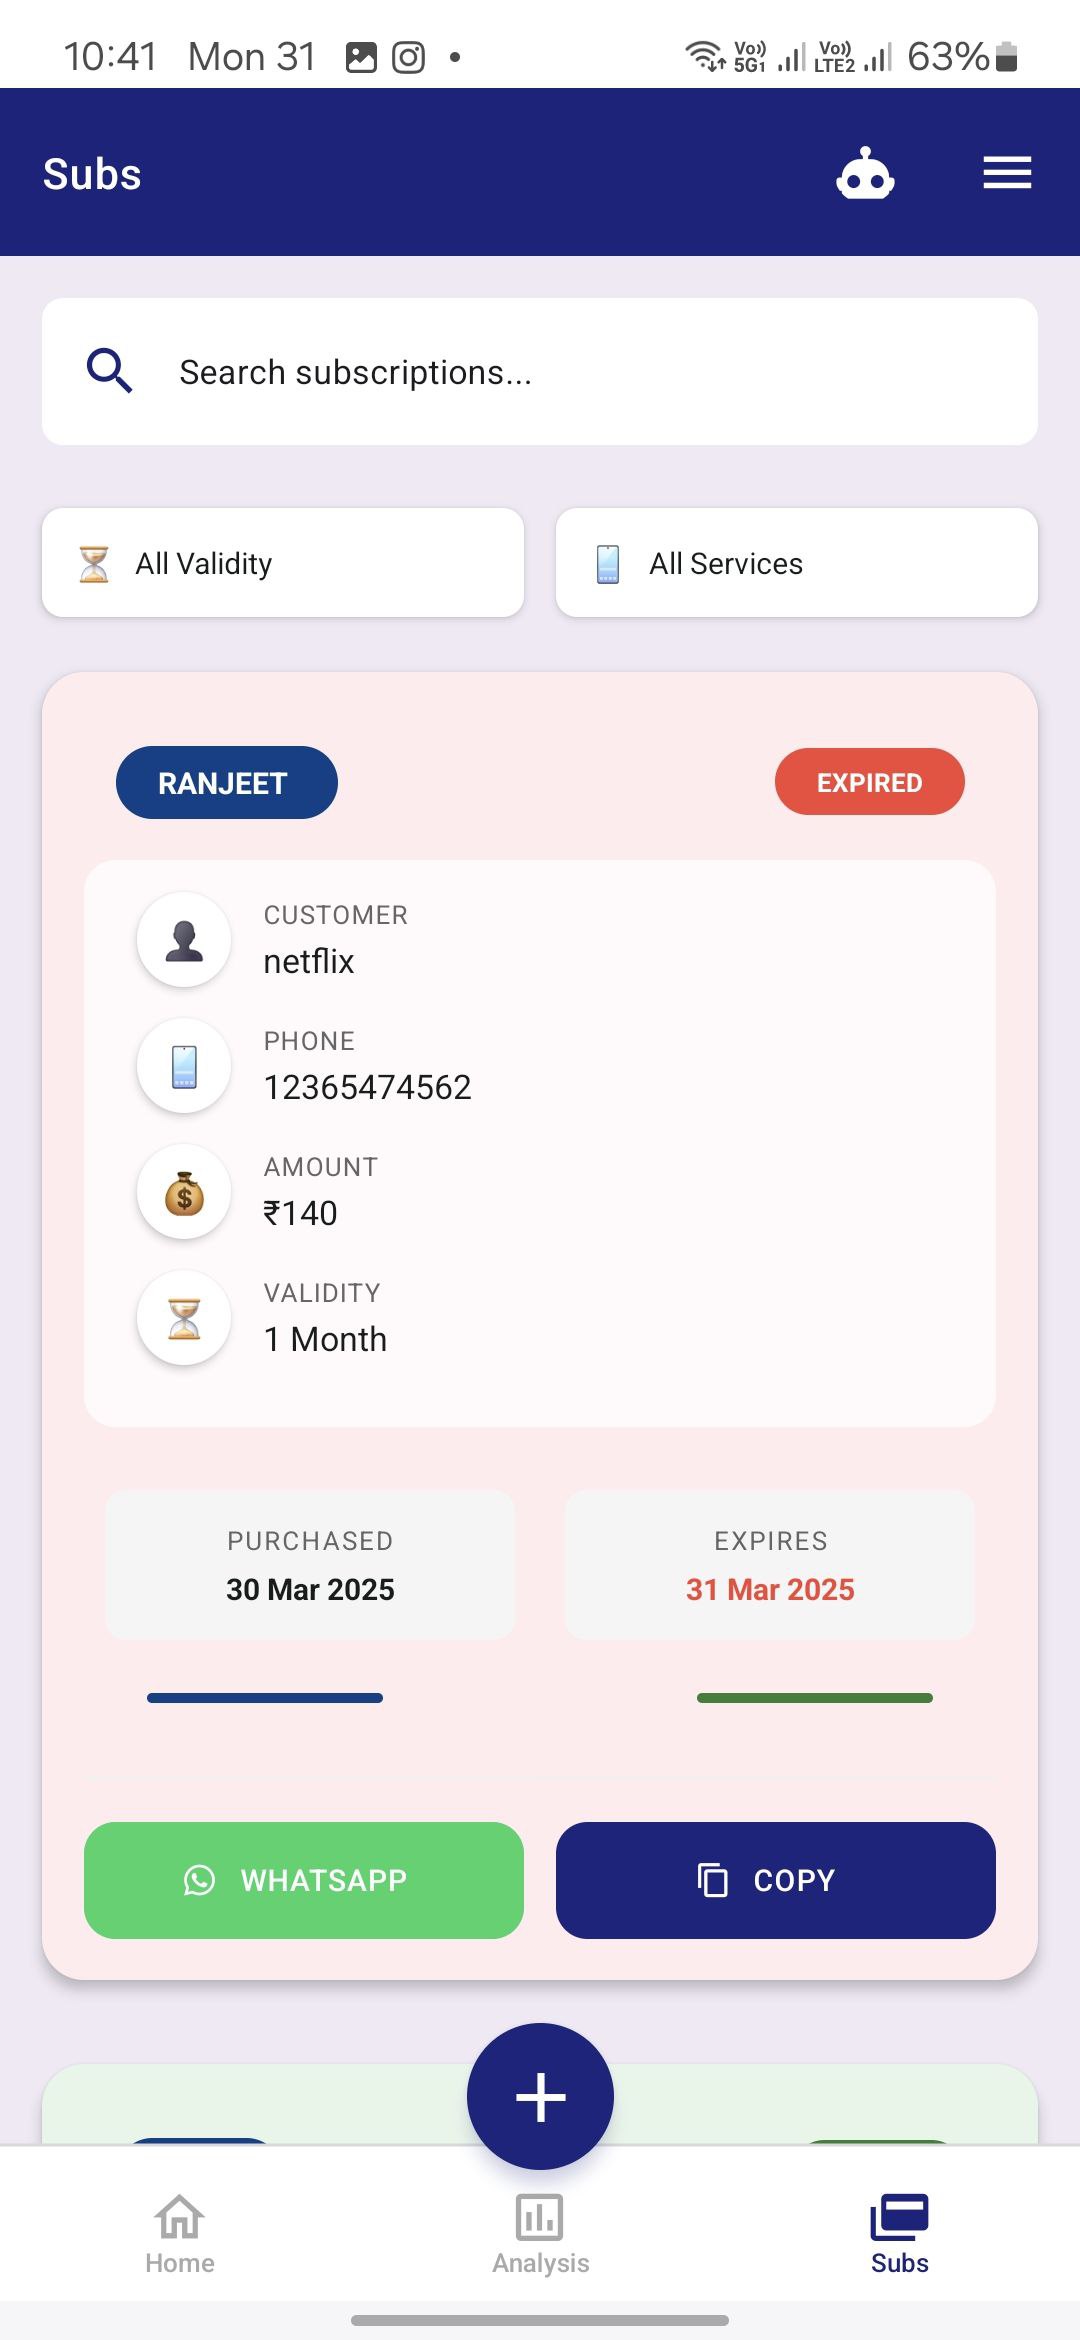 10:41 Mon 31 Vo)) 5G1 Vo)) LTE2 63%
Subs
Search subscriptions...
All Validity All Services
RANJEET EXPIRED
CUSTOMER
netflix
PHONE
12365474562
AMOUNT
₹140
VALIDITY
1 Month
PURCHASED EXPIRES
30 Mar 2025 31 Mar 2025
WHATSAPP COPY
Home Analysis Subs